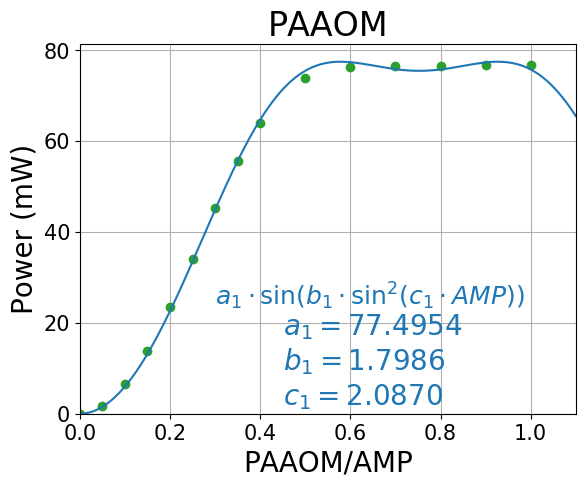 PAAOM
Power (mW)
80
60
40
20
0
a₁ · sin(b₁ · sin²(c₁ · AMP))
a₁ = 77.4954
b₁ = 1.7986
c₁ = 2.0870
0.0 0.2 0.4 0.6 0.8 1.0
PAAOM/AMP